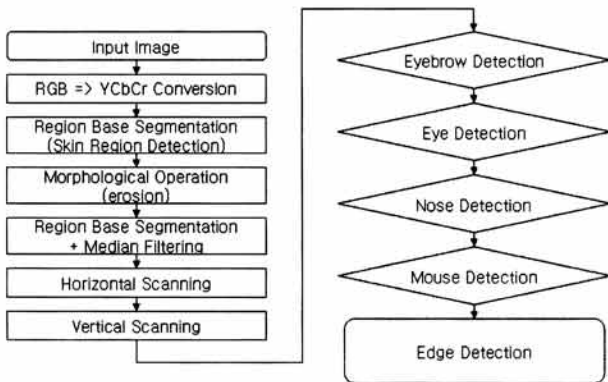 Input Image
RGB => YCbCr Conversion
Region Base Segmentation
(Skin Region Detection)
Morphological Operation
(erosion)
Region Base Segmentation
+ Median Filtering
Horizontal Scanning
Vertical Scanning
Eyebrow Detection
Eye Detection
Nose Detection
Mouse Detection
Edge Detection